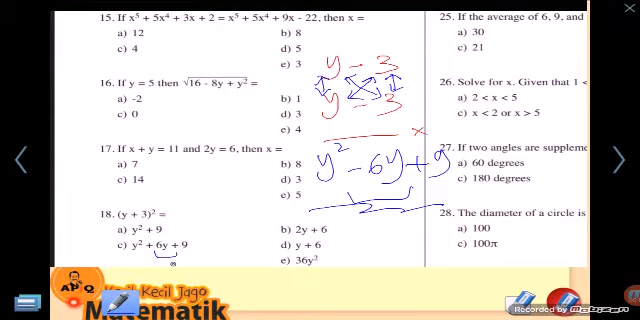 15. If x⁵ + 5x⁴ + 3x + 2 = x⁵ + 5x⁴ + 9x - 22, then x =
a) 12
b) 8
c) 4
d) 5
e) 3
16. If y = 5 then √16 - 8y + y² =
a) -2
b) 1
c) 0
d) 3
e) 4
17. If x + y = 11 and 2y = 6, then x =
a) 7
b) 8
c) 14
d) 3
e) 5
18. (y + 3)² =
a) y² + 9
b) 2y + 6
c) y² + 6y + 9
d) y + 6
e) 36y²
y - 3
y - 3
x
y² - 6y + 9
25. If the average of 6, 9, and
a) 30
c) 21
26. Solve for x. Given that 1 <
a) 2 < x < 5
c) x < 2 or x > 5
27. If two angles are suppleme
a) 60 degrees
c) 180 degrees
28. The diameter of a circle is
a) 100
c) 100π
APIQ
Kecil Jago
Matematik
RECORDED BY Mobizen